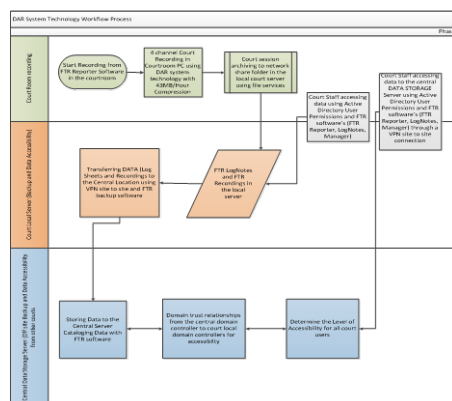 DAR System Technology Workflow Process
Phas
CourtRoom recording
Start Recording from
FTR Reporter Software in
the courtroom
4 channel Court
Recording in
Courtroom PC using
DAR system
technology with
43MB/Hour
Compression
Court session
archiving to network
share folder in the
local court server
using file services
Court Staff accessing
data using Active
Directory User
Permissions and FTR
software's (FTR
Reporter, LogNotes,
Manager)
Court Staff accessing
data to the central
DATA STORAGE
Server using Active
Directory User
Permissions and FTR
software's (FTR
Reporter, LogNotes,
Manager) through a
VPN site to site
connection
Court Local Server (Backup and Data Accessibility)
Transferring DATA (Log
Sheets and Recordings to
the Central Location using
VPN site to site and FTR
backup software
FTR LogNotes
and FTR
Recordings in
the local
server
Central Data Storage Server (Off site Backup and Data Accessibility
from other courts
Storing Data to the
Central Server
Cataloging Data with
FTR software
Domain trust relationships
from the central domain
controller to court local
domain controllers for
accessibility
Determine the Level of
Accessibility for all court
users